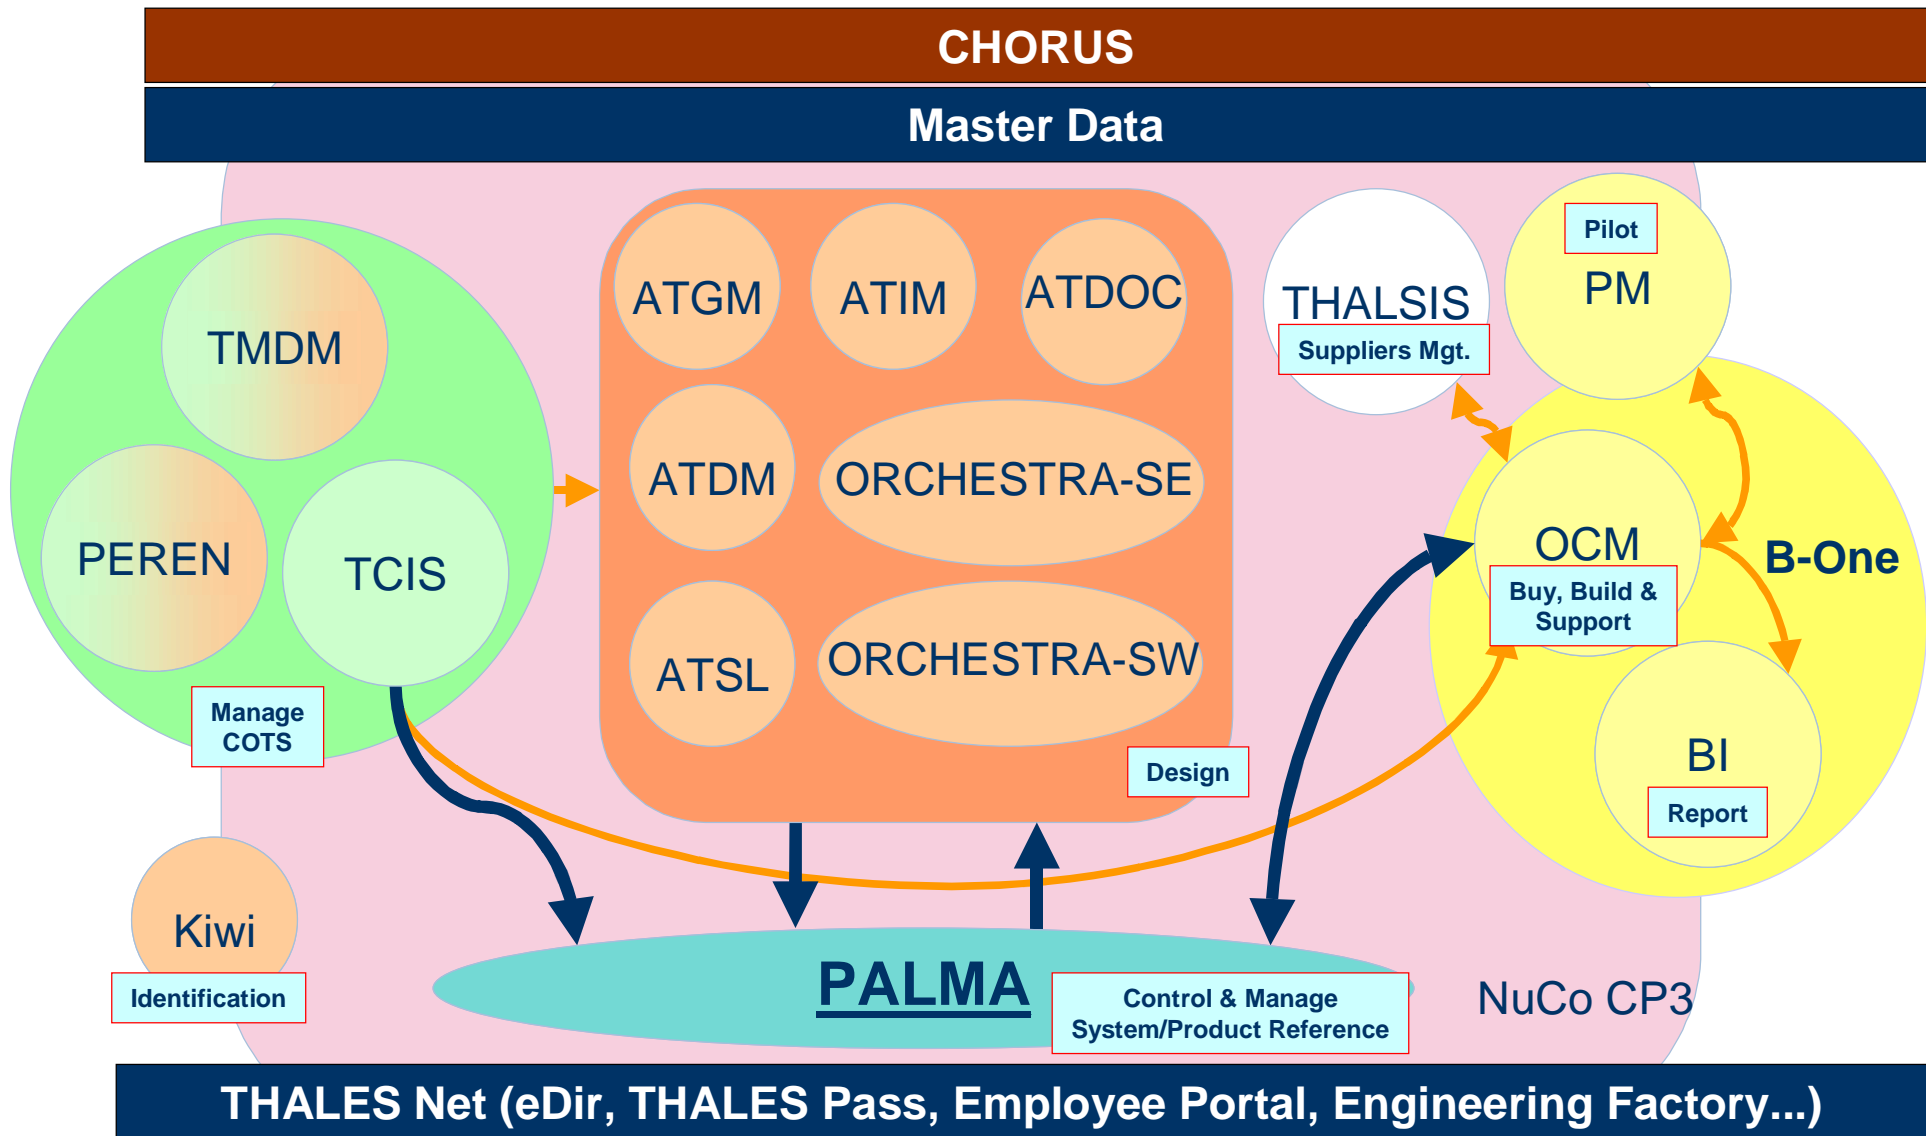 CHORUS
Master Data
TMDM
PEREN
TCIS
Manage
COTS
Kiwi
Identification
ATGM
ATIM
ATDOC
ATDM
ORCHESTRA-SE
ATSL
ORCHESTRA-SW
Design
THALSIS
Suppliers Mgt.
Pilot
PM
OCM
Buy, Build &
Support
B-One
BI
Report
PALMA
Control & Manage
System/Product Reference
NuCo CP3
THALES Net (eDir, THALES Pass, Employee Portal, Engineering Factory...)